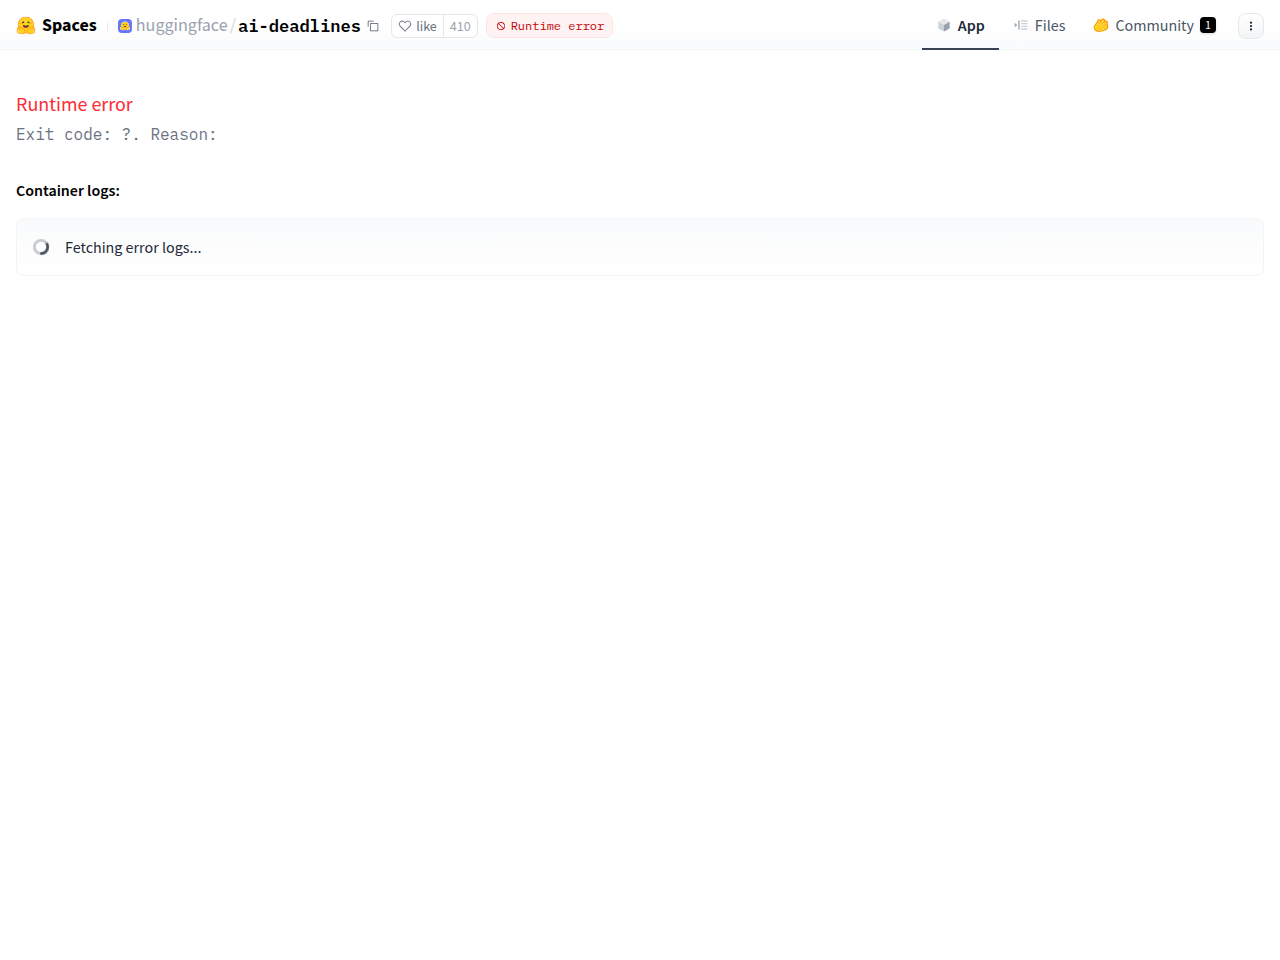 Spaces huggingface/ai-deadlines like 410 Runtime error App Files Community 1
Runtime error
Exit code: ?. Reason:
Container logs:
Fetching error logs...